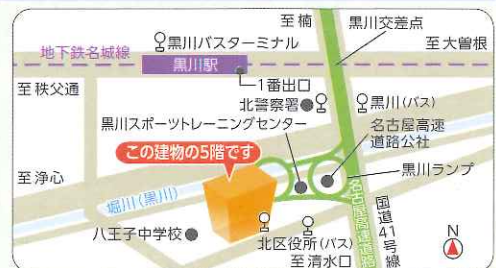 至楠
黒川交差点
黒川バスターミナル
至大曽根
地下鉄名城線
黒川駅
1番出口
至秩父通
北警察署
黒川(バス)
黒川スポーツトレーニングセンター
名古屋高速
道路公社
この建物の5階です
黒川ランプ
至浄心
堀川(黒川)
名古屋高速道路
国道41号線
八王子中学校
北区役所(バス)
至清水口
N